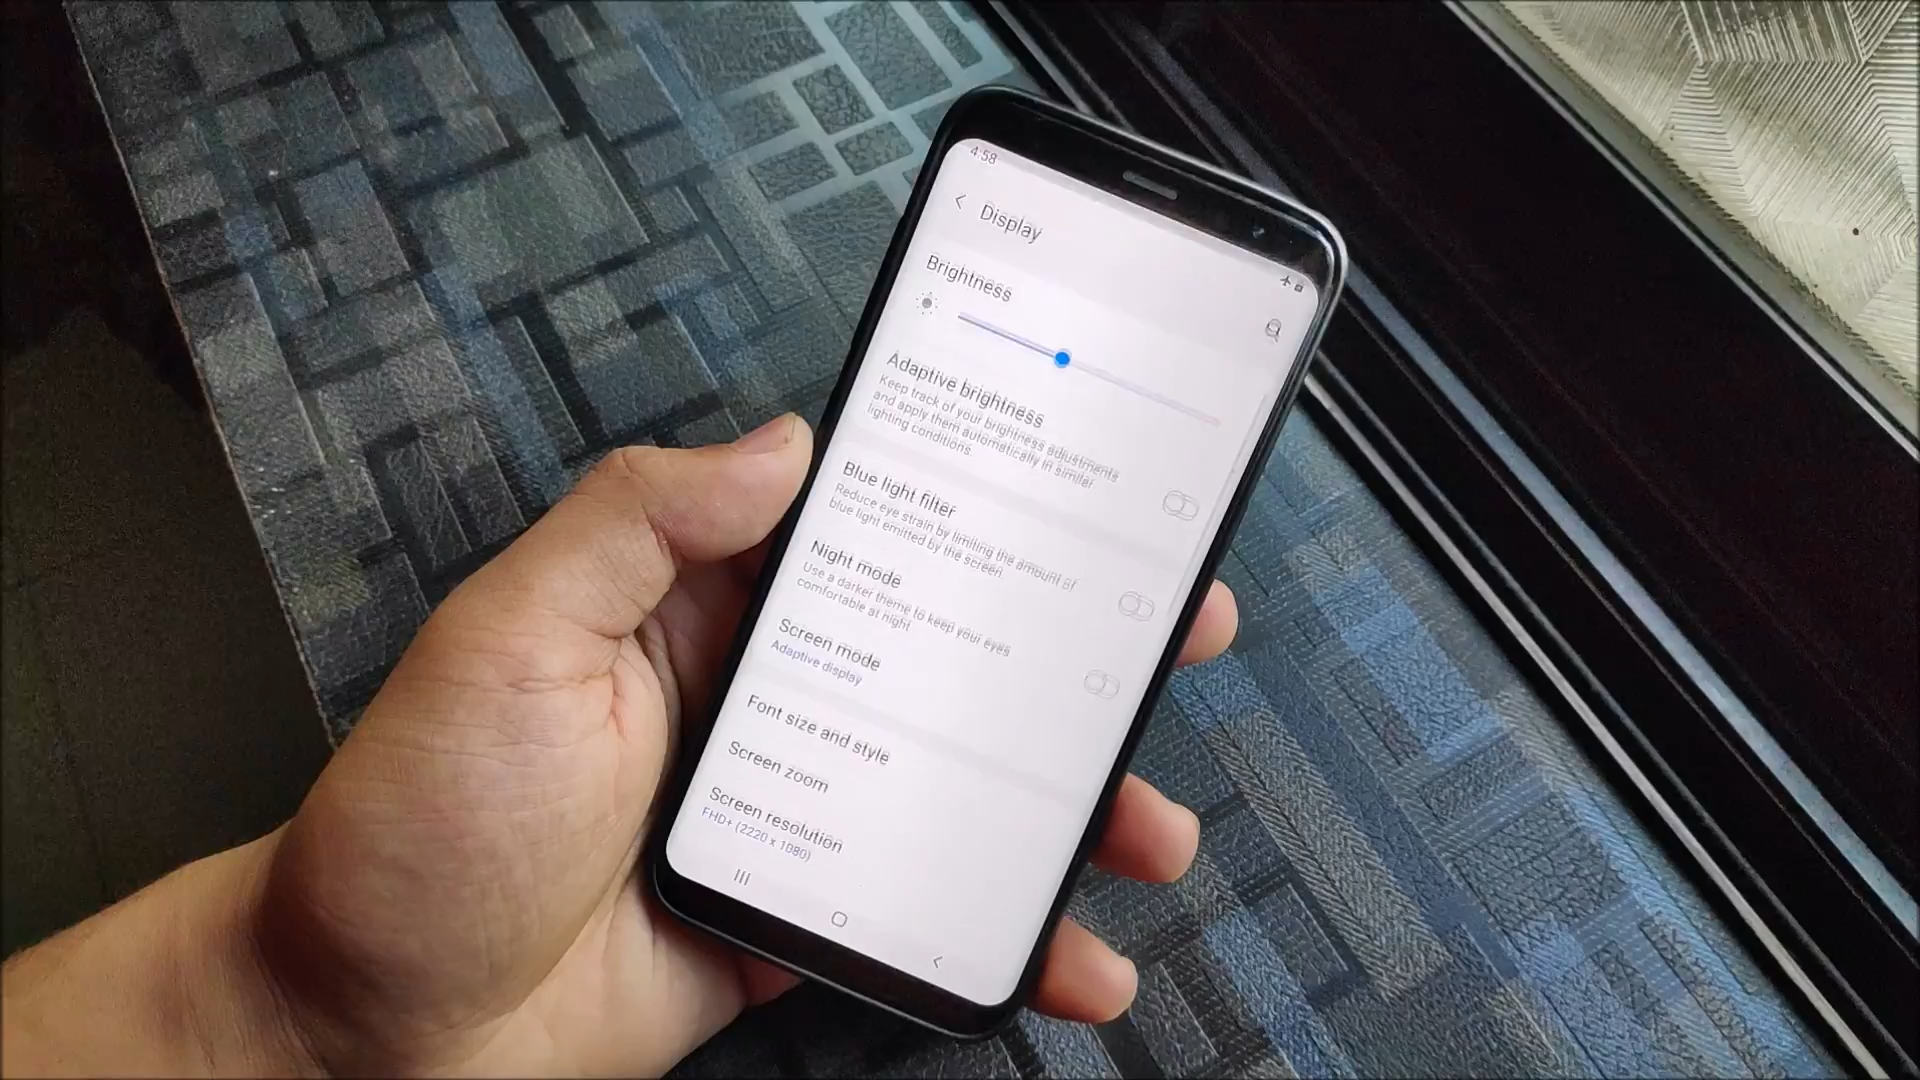 4:58
Display
Brightness
Adaptive brightness
Keep track of your brightness adjustments
and apply them automatically in similar
lighting conditions.
Blue light filter
Reduce eye strain by limiting the amount of
blue light emitted by the screen.
Night mode
Use a darker theme to keep your eyes
comfortable at night
Screen mode
Adaptive display
Font size and style
Screen zoom
Screen resolution
FHD+ (2220 x 1080)